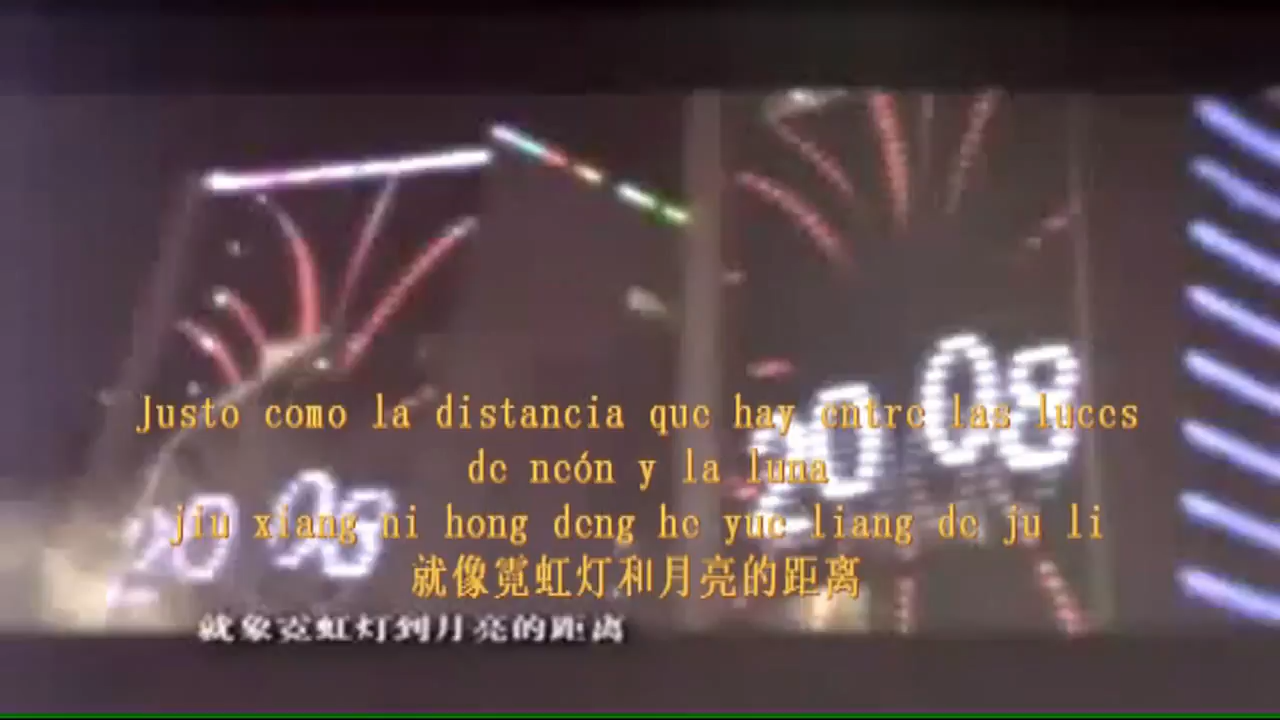 2008
2008
Justo como la distancia que hay entre las luces
de neón y la luna
jiu xiang ni hong deng he yue liang de ju li
就像霓虹灯和月亮的距离
就象霓虹灯到月亮的距离